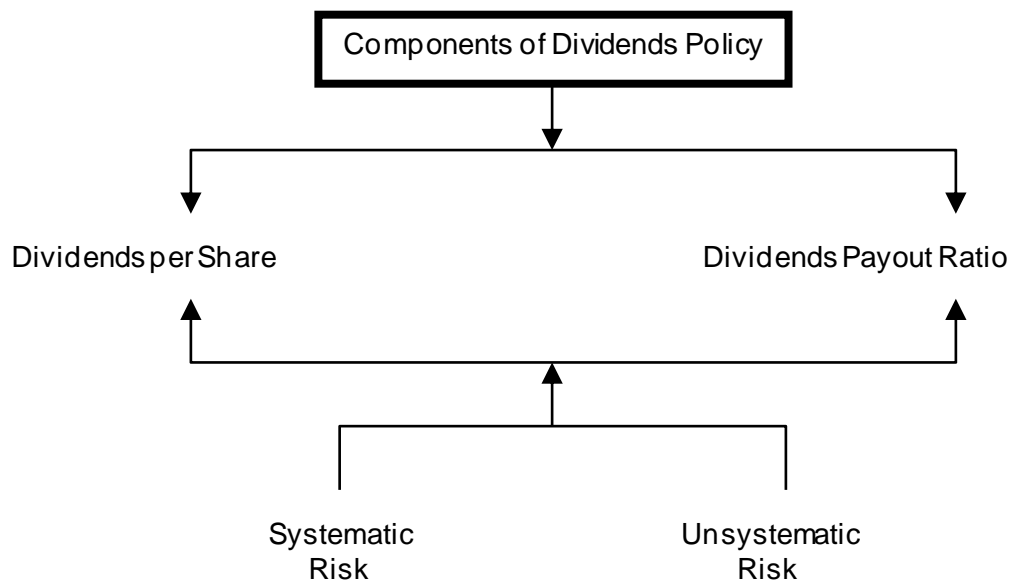 Components of Dividends Policy
Dividends per Share
Dividends Payout Ratio
Systematic
Risk
Unsystematic
Risk